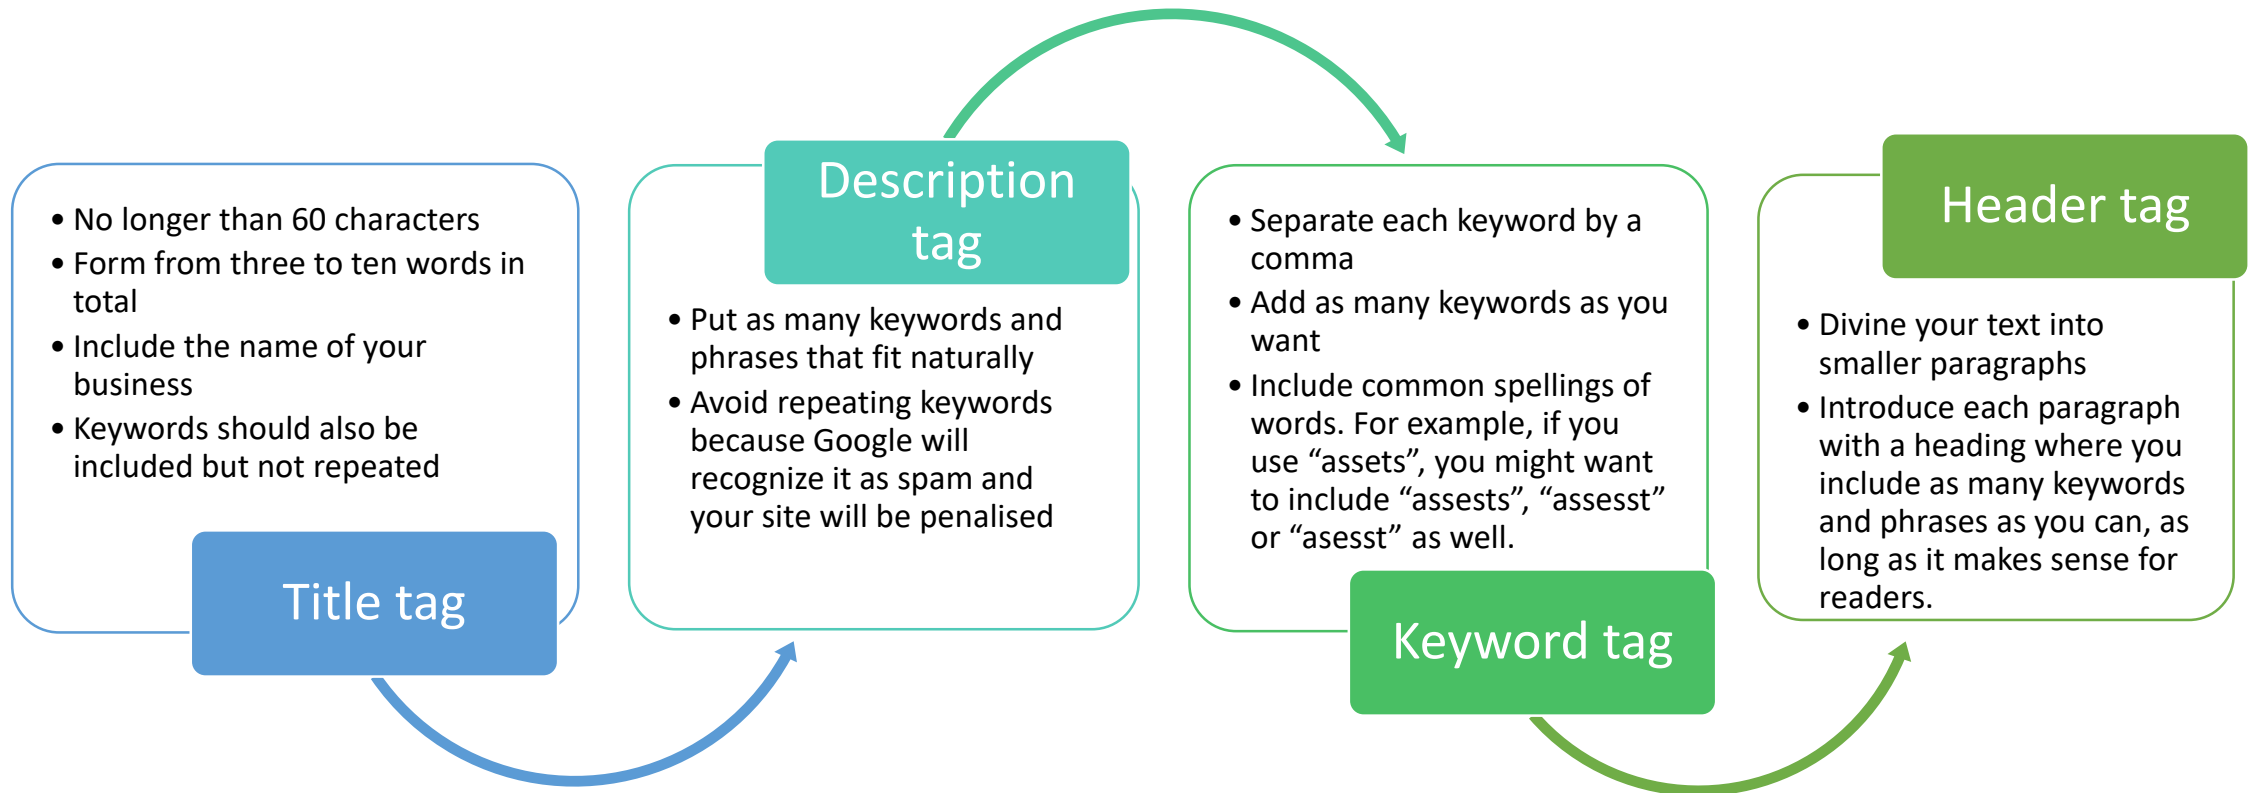 • No longer than 60 characters
• Form from three to ten words in
total
• Include the name of your
business
• Keywords should also be
included but not repeated
Title tag
Description
tag
• Put as many keywords and
phrases that fit naturally
• Avoid repeating keywords
because Google will
recognize it as spam and
your site will be penalised
• Separate each keyword by a
comma
• Add as many keywords as you
want
• Include common spellings of
words. For example, if you
use “assets”, you might want
to include “assests”, “assesst”
or “asesst” as well.
Keyword tag
Header tag
• Divine your text into
smaller paragraphs
• Introduce each paragraph
with a heading where you
include as many keywords
and phrases as you can, as
long as it makes sense for
readers.